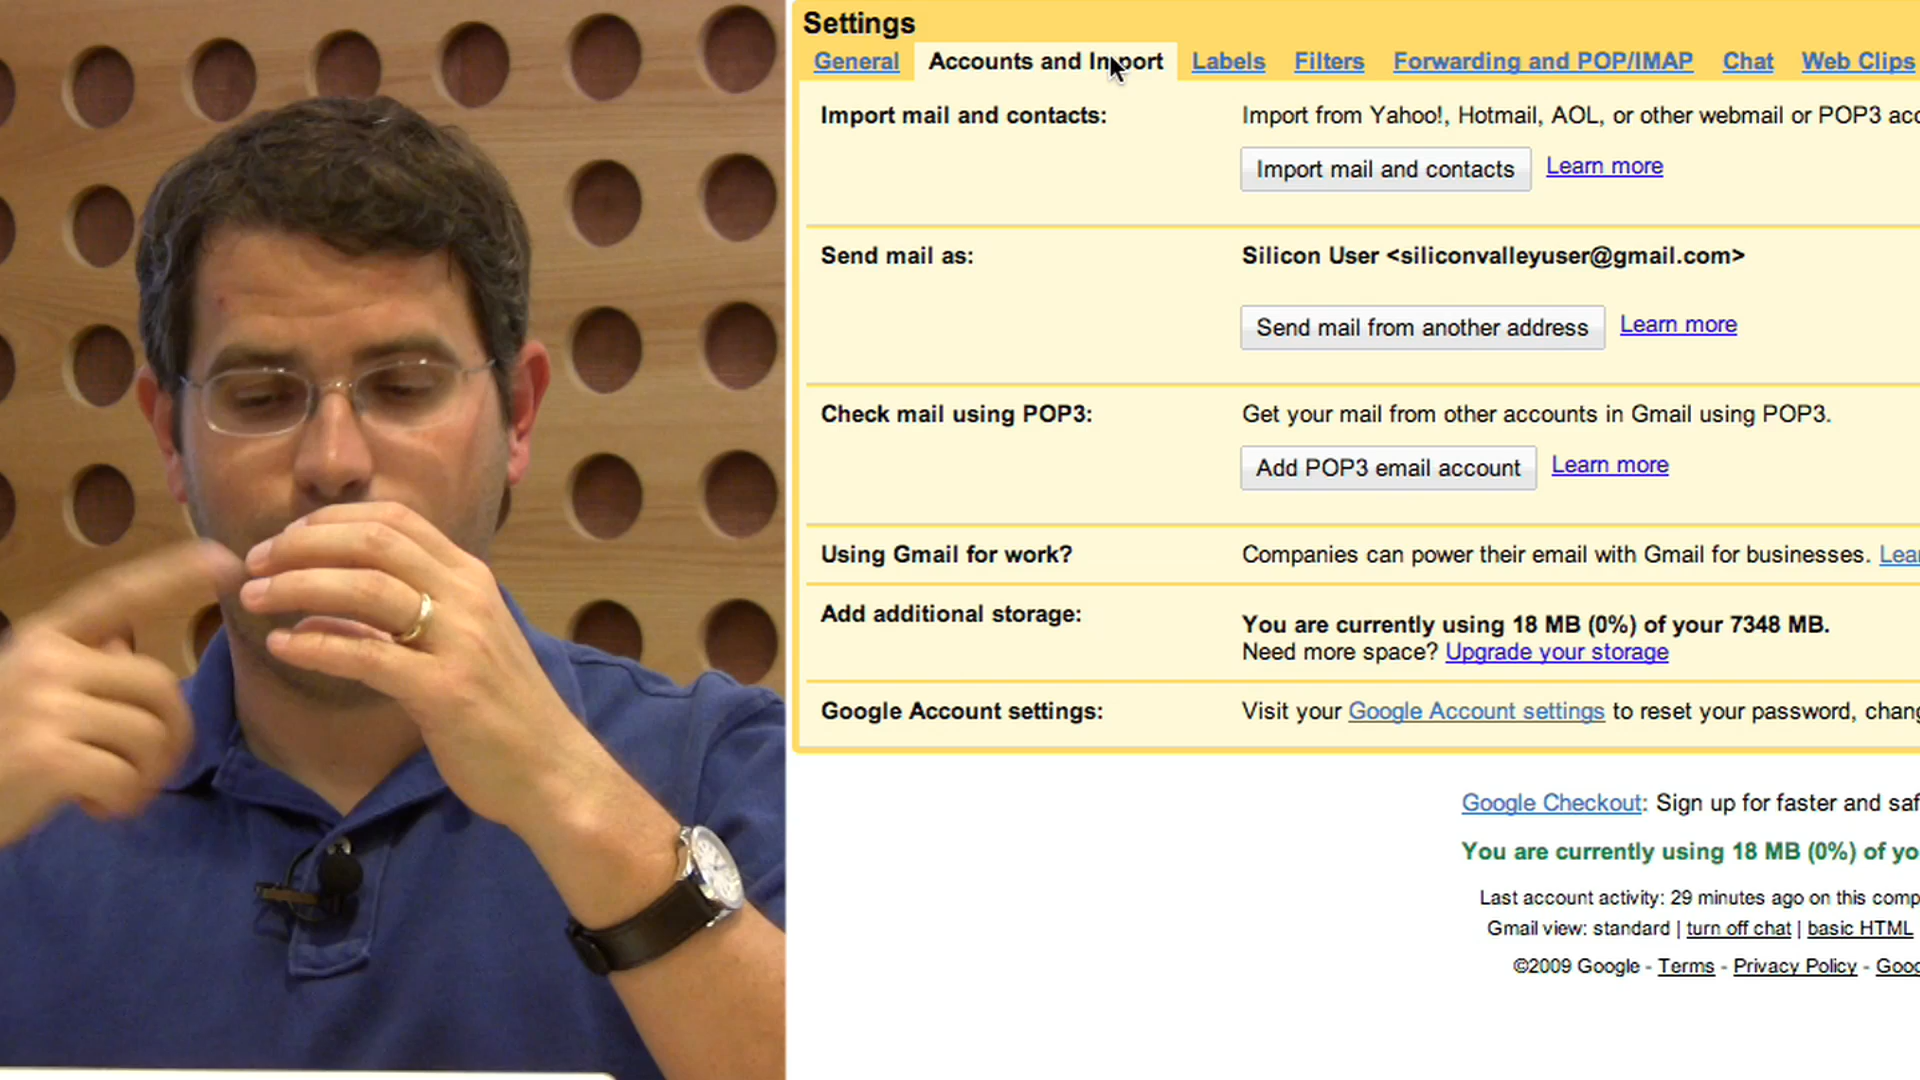 Settings
General Accounts and Import Labels Filters Forwarding and POP/IMAP Chat Web Clips
Import mail and contacts: Import from Yahoo!, Hotmail, AOL, or other webmail or POP3
Import mail and contacts Learn more
Send mail as: Silicon User <siliconvalleyuser@gmail.com>
Send mail from another address Learn more
Check mail using POP3: Get your mail from other accounts in Gmail using POP3.
Add POP3 email account Learn more
Using Gmail for work? Companies can power their email with Gmail for businesses.
Add additional storage: You are currently using 18 MB (0%) of your 7348 MB.
Need more space? Upgrade your storage
Google Account settings: Visit your Google Account settings to reset your password,
Google Checkout: Sign up for faster and
You are currently using 18 MB (0%) of
Last account activity: 29 minutes ago on this
Gmail view: standard | turn off chat | basic HTML
©2009 Google - Terms - Privacy Policy -